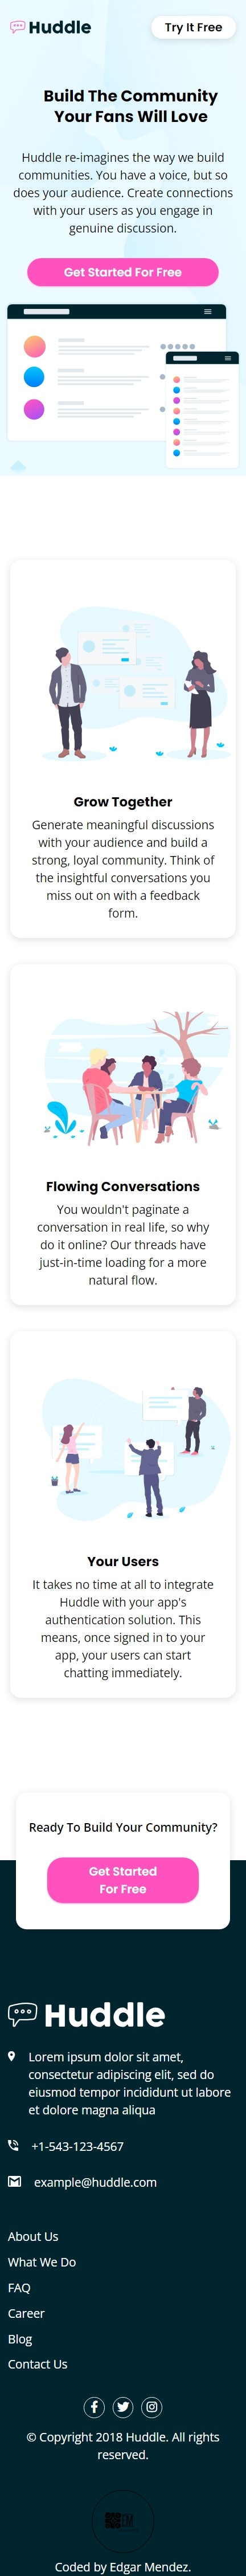 Huddle
Try It Free
Build The Community
Your Fans Will Love
Huddle re-imagines the way we build
communities. You have a voice, but so
does your audience. Create connections
with your users as you engage in
genuine discussion.
Get Started For Free
Grow Together
Generate meaningful discussions
with your audience and build a
strong, loyal community. Think of
the insightful conversations you
miss out on with a feedback
form.
Flowing Conversations
You wouldn't paginate a
conversation in real life, so why
do it online? Our threads have
just-in-time loading for a more
natural flow.
Your Users
It takes no time at all to integrate
Huddle with your app's
authentication solution. This
means, once signed in to your
app, your users can start
chatting immediately.
Ready To Build Your Community?
Get Started
For Free
Huddle
Lorem ipsum dolor sit amet,
consectetur adipiscing elit, sed do
eiusmod tempor incididunt ut labore
et dolore magna aliqua
+1-543-123-4567
example@huddle.com
About Us
What We Do
FAQ
Career
Blog
Contact Us
© Copyright 2018 Huddle. All rights
reserved.
Coded by Edgar Mendez.